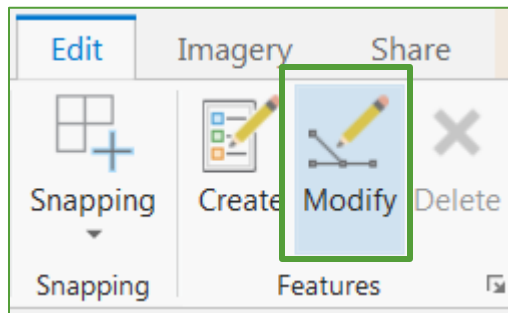 Edit Imagery Share
Snapping Create Modify Delete
Snapping Features